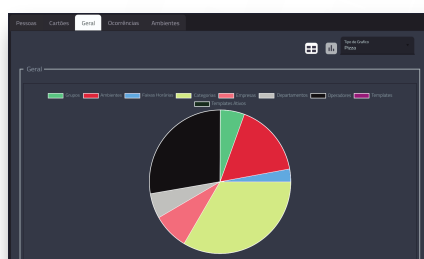 Pessoas Cartões Geral Ocorrências Ambientes
Tipo de Gráfico
Pizza
Geral
Grupos Ambientes Faixas Horárias Categorias Empresas Departamentos Operadores Templates
Templates Ativos